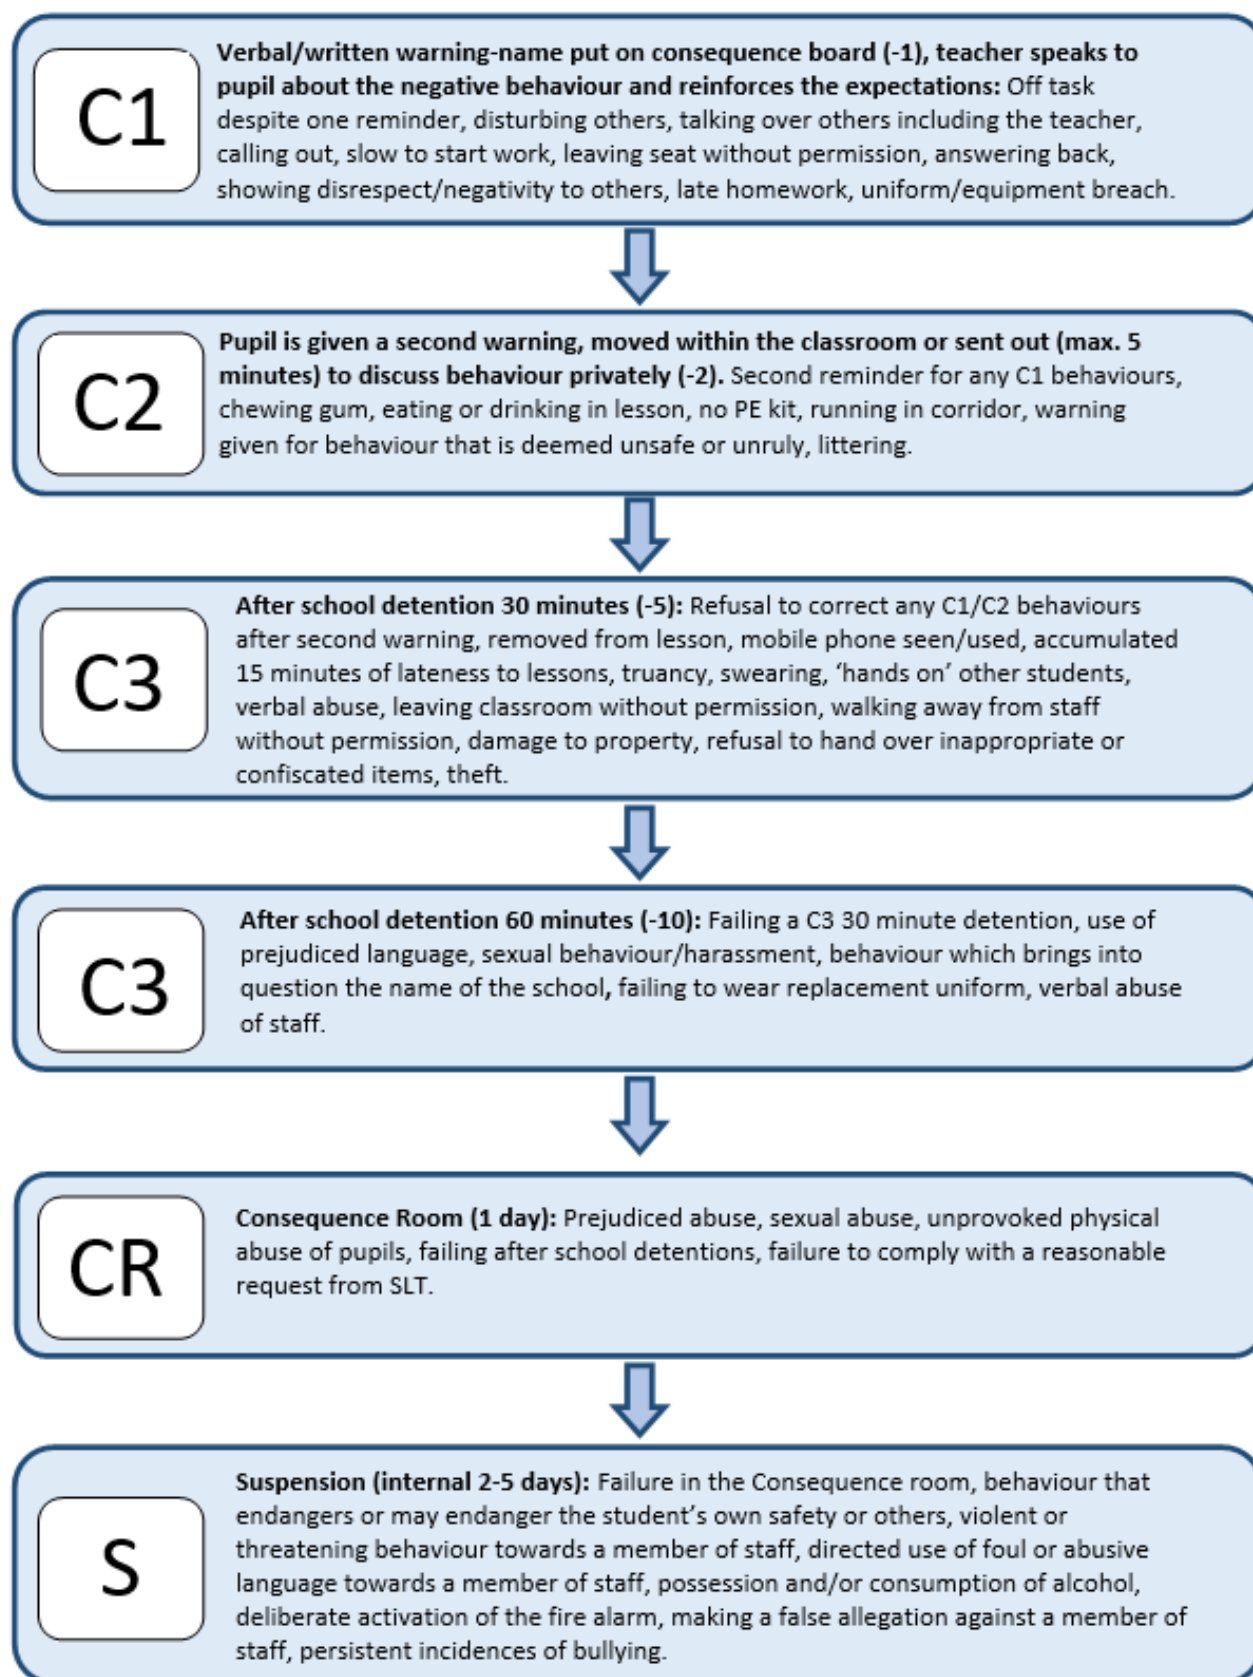 C1
Verbal/written warning-name put on consequence board (-1), teacher speaks to
pupil about the negative behaviour and reinforces the expectations: Off task
despite one reminder, disturbing others, talking over others including the teacher,
calling out, slow to start work, leaving seat without permission, answering back,
showing disrespect/negativity to others, late homework, uniform/equipment breach.
C2
Pupil is given a second warning, moved within the classroom or sent out (max. 5
minutes) to discuss behaviour privately (-2). Second reminder for any C1 behaviours,
chewing gum, eating or drinking in lesson, no PE kit, running in corridor, warning
given for behaviour that is deemed unsafe or unruly, littering.
C3
After school detention 30 minutes (-5): Refusal to correct any C1/C2 behaviours
after second warning, removed from lesson, mobile phone seen/used, accumulated
15 minutes of lateness to lessons, truancy, swearing, ‘hands on’ other students,
verbal abuse, leaving classroom without permission, walking away from staff
without permission, damage to property, refusal to hand over inappropriate or
confiscated items, theft.
C3
After school detention 60 minutes (-10): Failing a C3 30 minute detention, use of
prejudiced language, sexual behaviour/harassment, behaviour which brings into
question the name of the school, failing to wear replacement uniform, verbal abuse
of staff.
CR
Consequence Room (1 day): Prejudiced abuse, sexual abuse, unprovoked physical
abuse of pupils, failing after school detentions, failure to comply with a reasonable
request from SLT.
S
Suspension (internal 2-5 days): Failure in the Consequence room, behaviour that
endangers or may endanger the student’s own safety or others, violent or
threatening behaviour towards a member of staff, directed use of foul or abusive
language towards a member of staff, possession and/or consumption of alcohol,
deliberate activation of the fire alarm, making a false allegation against a member of
staff, persistent incidences of bullying.